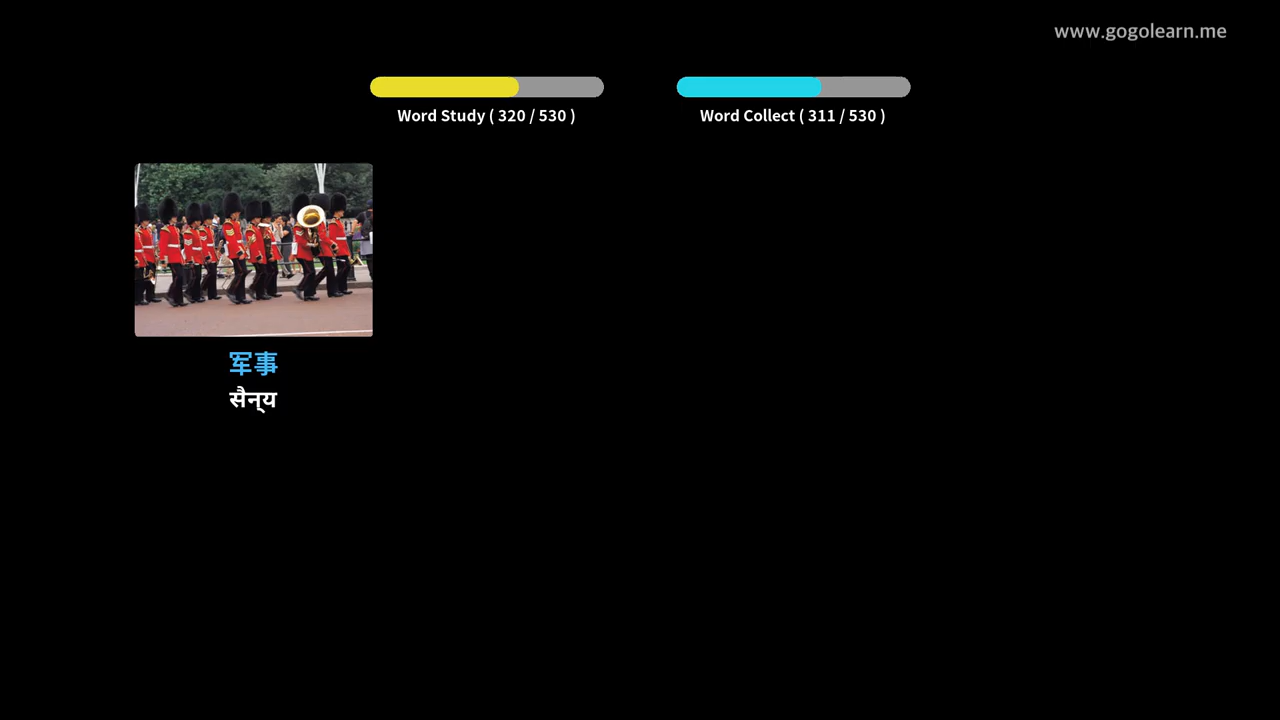 www.gogolearn.me
Word Study ( 320 / 530 )
Word Collect ( 311 / 530 )
军事
सैन्‌य